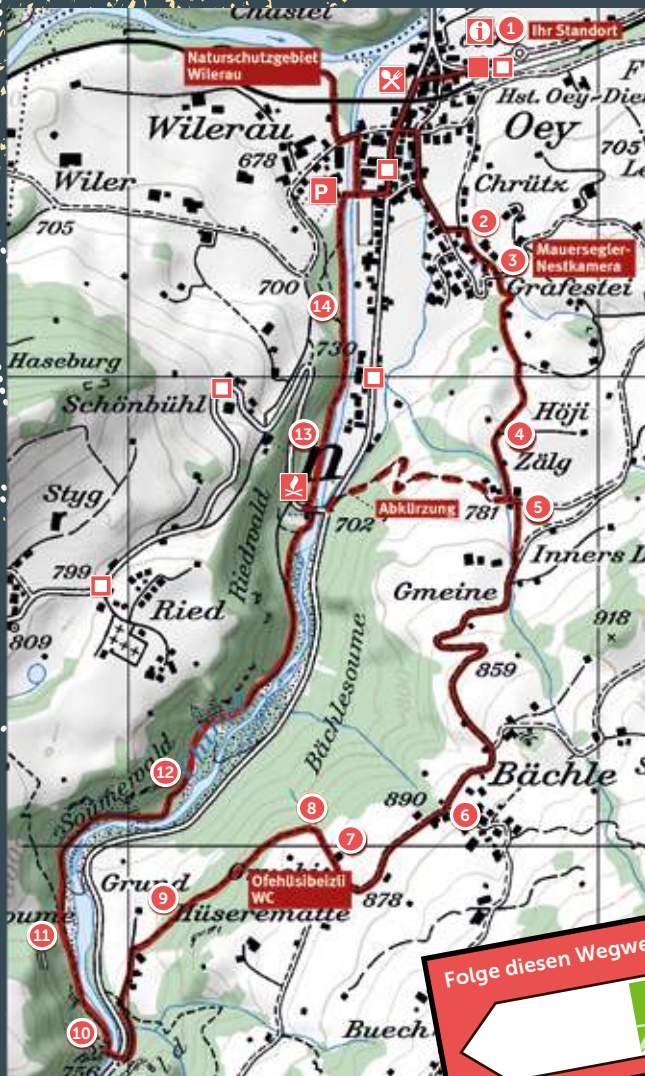 Chastel
1
Ihr Standort
Naturschutzgebiet
Wilerau
F
Hst. Oey-Die
Wilerau
Oey
678
705
Le
Wiler
P
Chrütz
2
705
3
Mauersegler-
Nestkamera
700
Gräfestei
14
730
Haseburg
Schönbühl
13
4
Höji
n
Zälg
Styg
Abkürzung
781
5
702
Riedwald
Inners
799
Gmeine
Ried
918
809
859
Bächlesoume
12
Bächle
S
890
8
6
7
Grund
Ofehüsibeizli
WC
878
9
Hüserematte
oume
11
Folge diesen Wegwe
10
Buech
756